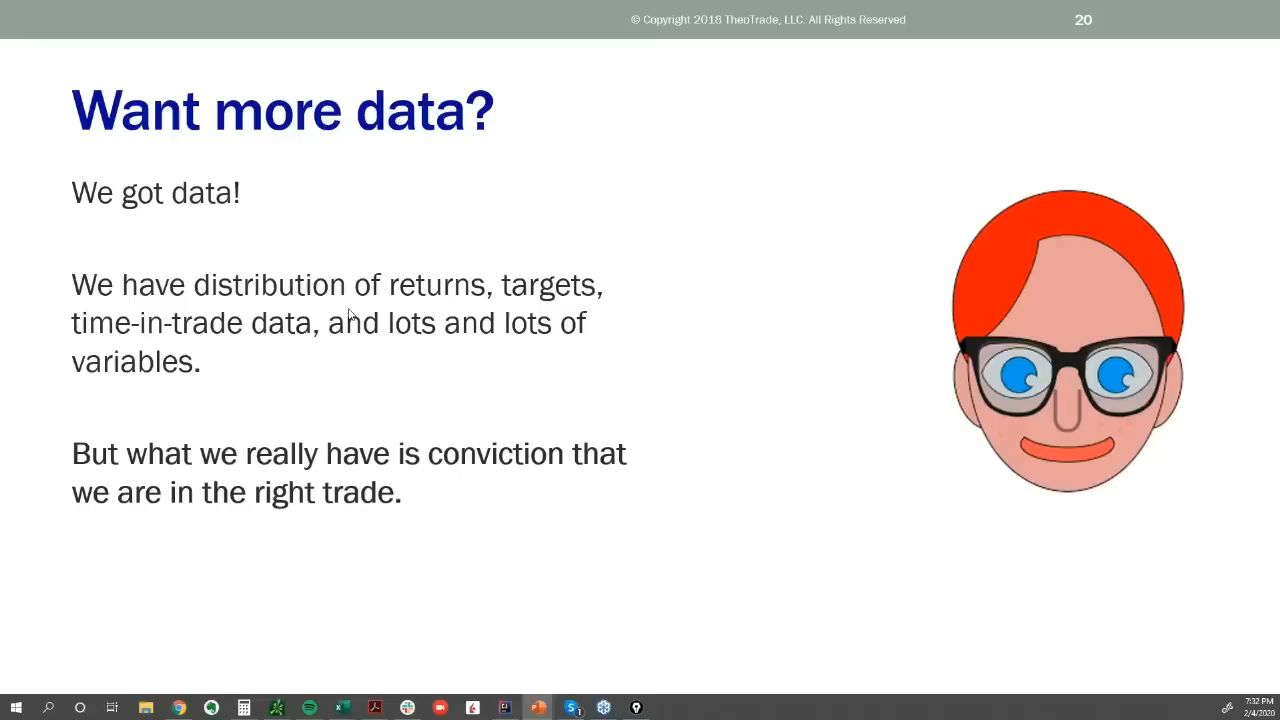 © Copyright 2018 TheoTrade, LLC. All Rights Reserved
20
Want more data?
We got data!
We have distribution of returns, targets,
time-in-trade data, and lots and lots of
variables.
But what we really have is conviction that
we are in the right trade.
7:32 PM
2/4/2020